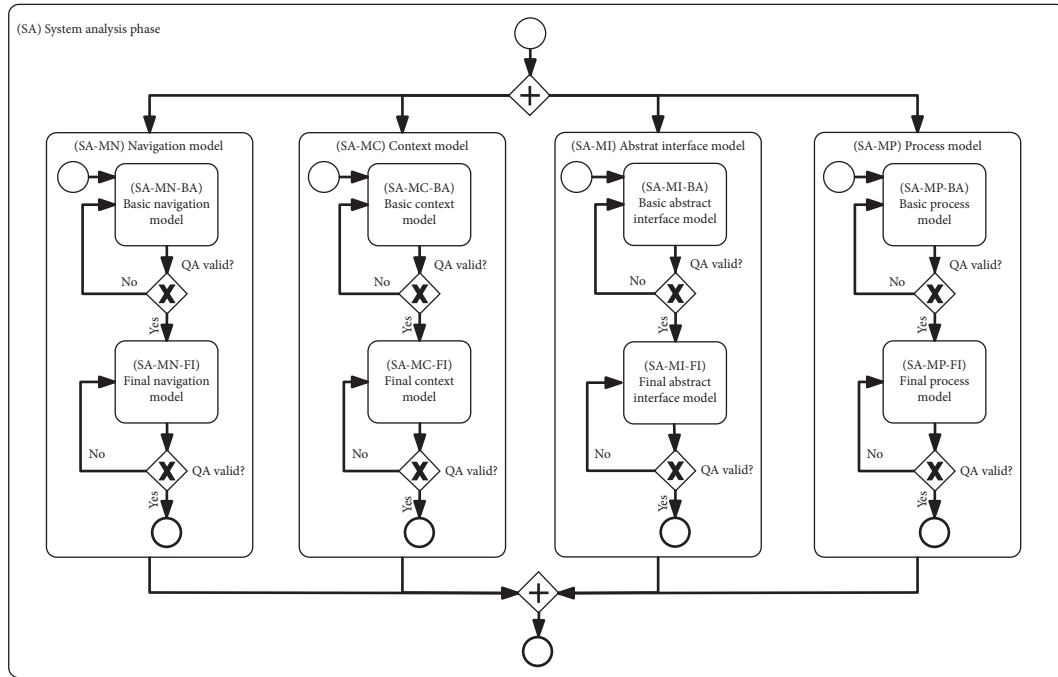 (SA) System analysis phase
(SA-MN) Navigation model
(SA-MN-BA)
Basic navigation
model
QA valid?
No
Yes
(SA-MN-FI)
Final navigation
model
No
QA valid?
Yes
(SA-MC) Context model
(SA-MC-BA)
Basic context
model
QA valid?
No
Yes
(SA-MC-FI)
Final context
model
No
QA valid?
Yes
(SA-MI) Abstrat interface model
(SA-MI-BA)
Basic abstract
interface model
QA valid?
No
Yes
(SA-MI-FI)
Final abstract
interface model
No
QA valid?
Yes
(SA-MP) Process model
(SA-MP-BA)
Basic process
model
QA valid?
No
Yes
(SA-MP-FI)
Final process
model
No
QA valid?
Yes